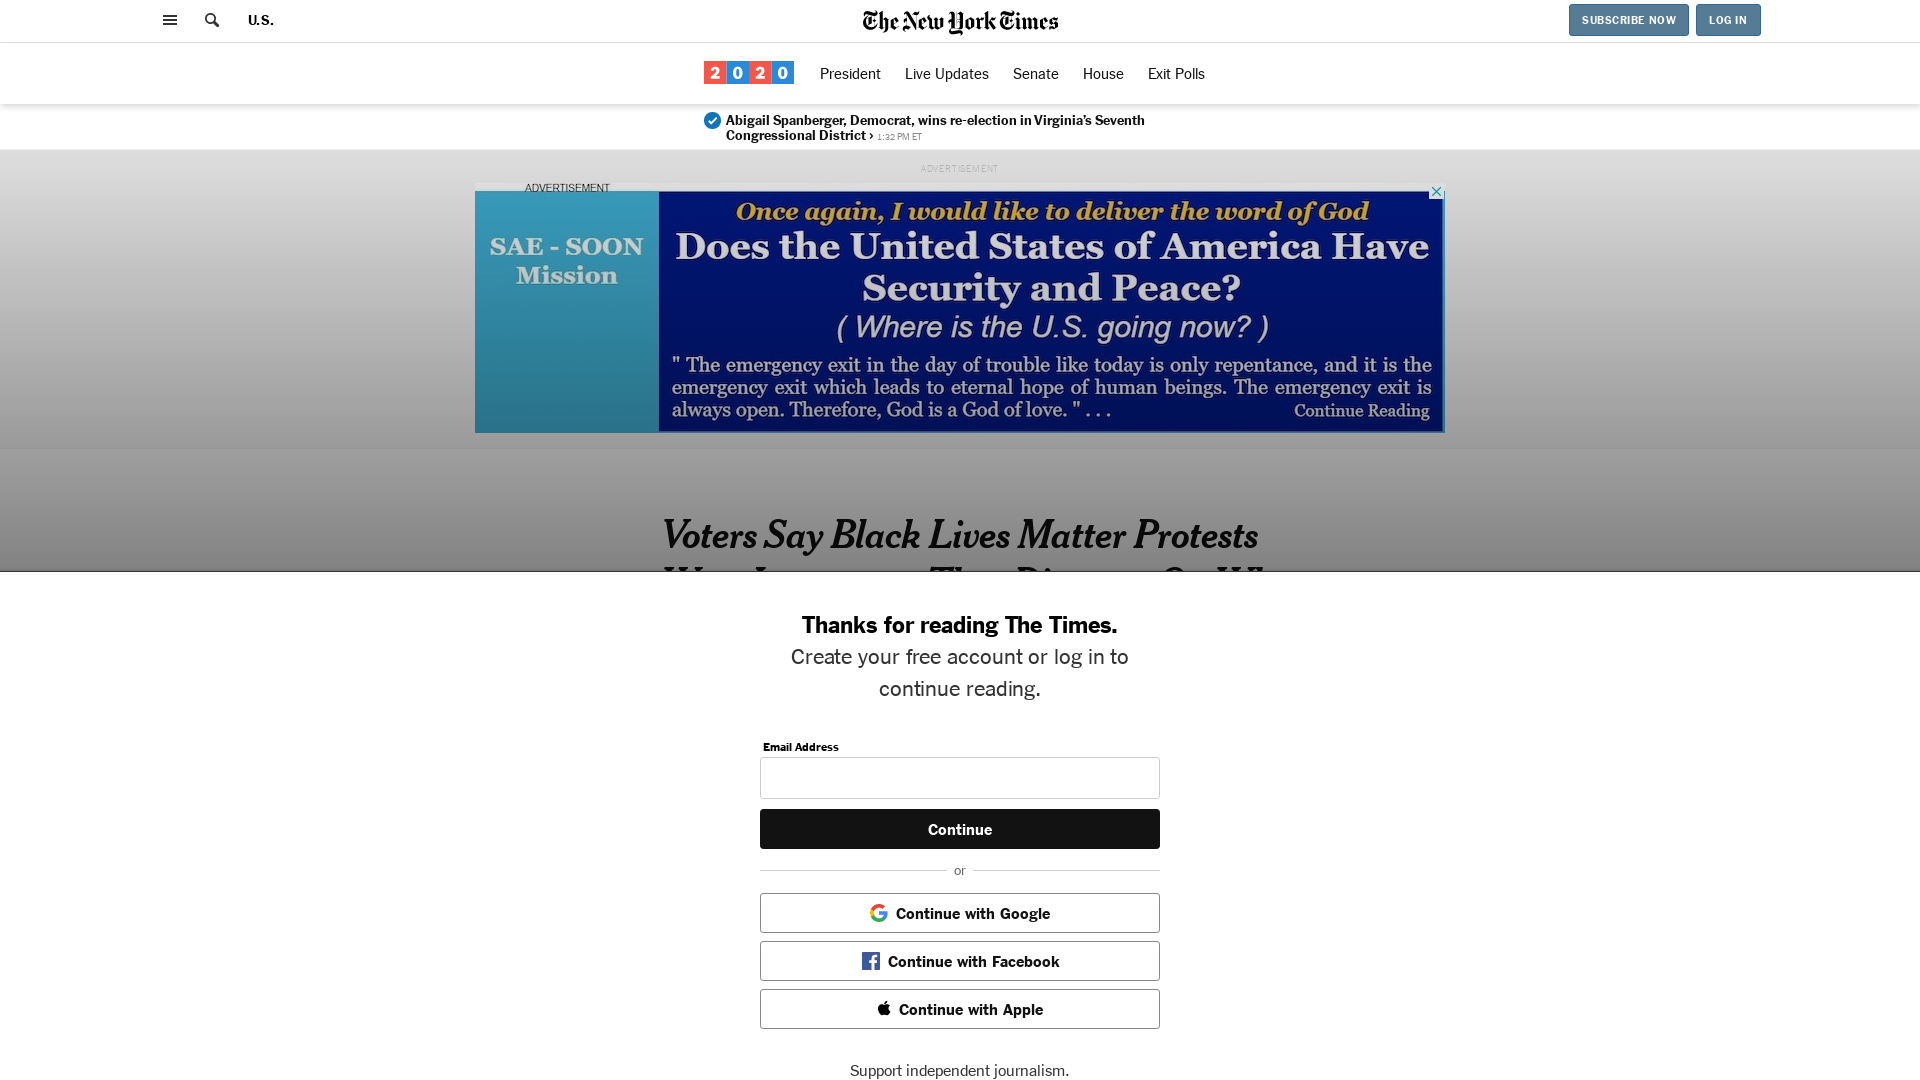 U.S.
The New York Times
SUBSCRIBE NOW
LOG IN
2020
President
Live Updates
Senate
House
Exit Polls
Abigail Spanberger, Democrat, wins re-election in Virginia's Seventh
Congressional District › 1:32 PM ET
ADVERTISEMENT
ADVERTISEMENT
SAE - SOON
Mission
Once again, I would like to deliver the word of God
Does the United States of America Have
Security and Peace?
( Where is the U.S. going now? )
" The emergency exit in the day of trouble like today is only repentance, and it is the
emergency exit which leads to eternal hope of human beings. The emergency exit is
always open. Therefore, God is a God of love. " . . .
Continue Reading
Voters Say Black Lives Matter Protests
Thanks for reading The Times.
Create your free account or log in to
continue reading.
Email Address
Continue
or
Continue with Google
Continue with Facebook
Continue with Apple
Support independent journalism.